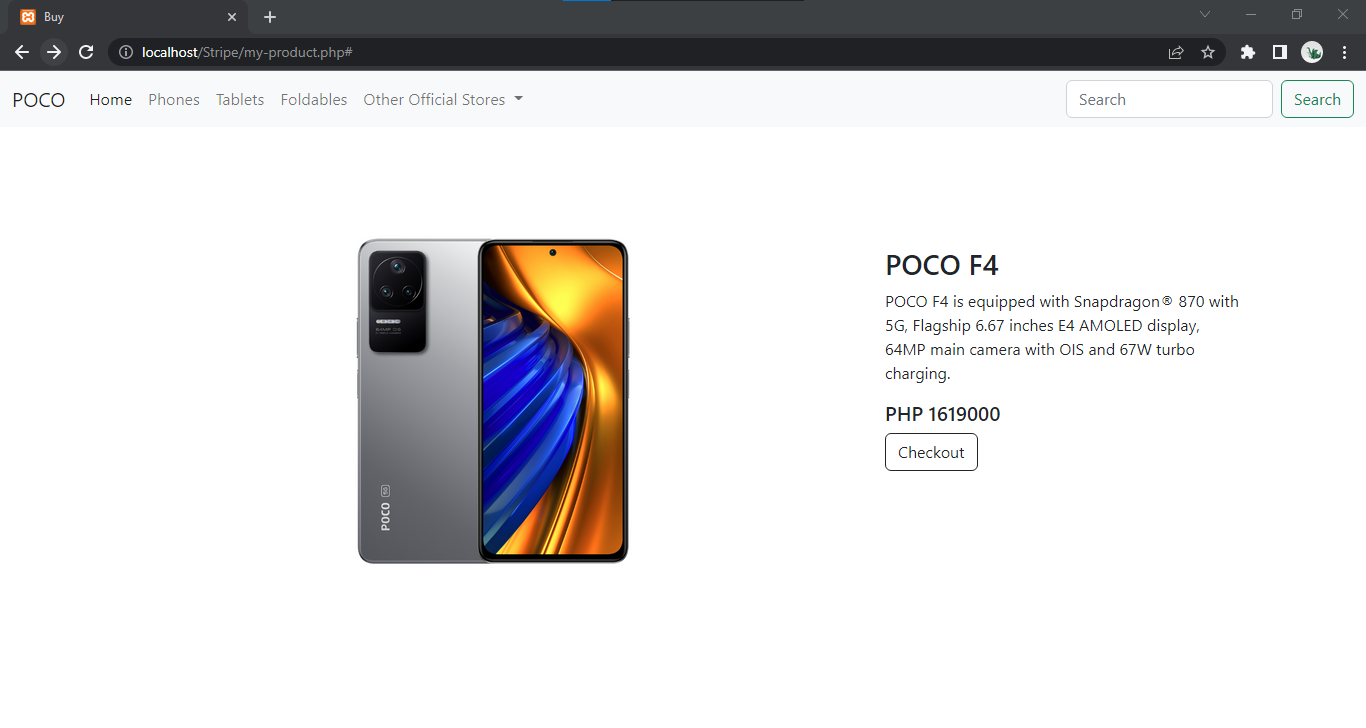 Buy
localhost/Stripe/my-product.php#
POCO Home Phones Tablets Foldables Other Official Stores Search Search
POCO F4
POCO F4 is equipped with Snapdragon® 870 with
5G, Flagship 6.67 inches E4 AMOLED display,
64MP main camera with OIS and 67W turbo
charging.
PHP 1619000
Checkout
POCO 5G